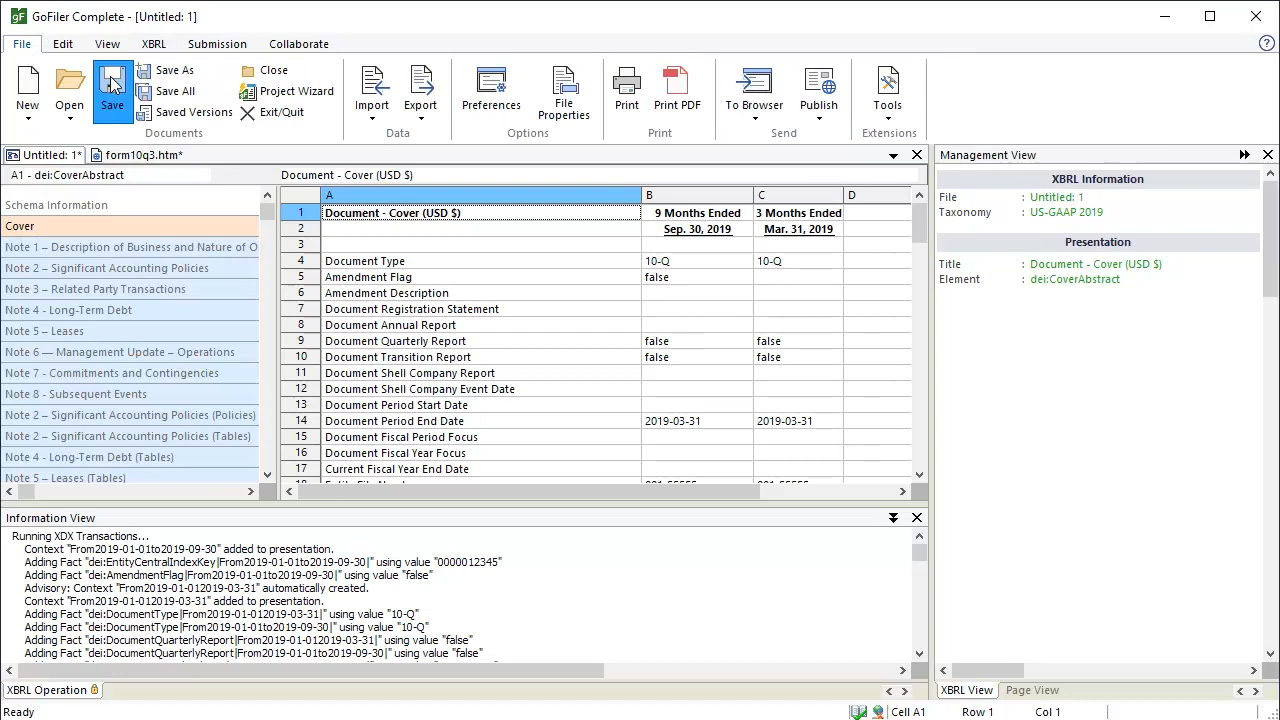 GoFiler Complete - [Untitled: 1]
File Edit View XBRL Submission Collaborate
New Open Save Save As Save All Saved Versions Close Project Wizard Exit/Quit Import Export Preferences File Properties Print Print PDF To Browser Publish Tools
Documents Data Options Print Send Extensions
Untitled: 1* form10q3.htm*
A1 - dei:CoverAbstract Document - Cover (USD $)
Schema Information
Cover
Note 1 – Description of Business and Nature of O
Note 2 – Significant Accounting Policies
Note 3 – Related Party Transactions
Note 4 - Long-Term Debt
Note 5 – Leases
Note 6 — Management Update – Operations
Note 7 - Commitments and Contingencies
Note 8 - Subsequent Events
Note 2 – Significant Accounting Policies (Policies)
Note 2 – Significant Accounting Policies (Tables)
Note 4 - Long-Term Debt (Tables)
Note 5 – Leases (Tables)
A B C D
1 Document - Cover (USD $) 9 Months Ended 3 Months Ended
2 Sep. 30, 2019 Mar. 31, 2019
3
4 Document Type 10-Q 10-Q
5 Amendment Flag false
6 Amendment Description
7 Document Registration Statement
8 Document Annual Report
9 Document Quarterly Report false false
10 Document Transition Report false false
11 Document Shell Company Report
12 Document Shell Company Event Date
13 Document Period Start Date
14 Document Period End Date 2019-03-31 2019-03-31
15 Document Fiscal Period Focus
16 Document Fiscal Year Focus
17 Current Fiscal Year End Date
Management View
XBRL Information
File : Untitled: 1
Taxonomy : US-GAAP 2019
Presentation
Title : Document - Cover (USD $)
Element : dei:CoverAbstract
Information View
Running XDX Transactions...
Context "From2019-01-01to2019-09-30" added to presentation.
Adding Fact "dei:EntityCentralIndexKey|From2019-01-01to2019-09-30|" using value "0000012345"
Adding Fact "dei:AmendmentFlag|From2019-01-01to2019-09-30|" using value "false"
Advisory: Context "From2019-01-012019-03-31" automatically created.
Context "From2019-01-012019-03-31" added to presentation.
Adding Fact "dei:DocumentType|From2019-01-012019-03-31|" using value "10-Q"
Adding Fact "dei:DocumentType|From2019-01-01to2019-09-30|" using value "10-Q"
Adding Fact "dei:DocumentQuarterlyReport|From2019-01-012019-03-31|" using value "false"
Adding Fact "dei:DocumentQuarterlyReport|From2019-01-01to2019-09-30|" using value "false"
XBRL Operation
XBRL View Page View
Ready Cell A1 Row 1 Col 1